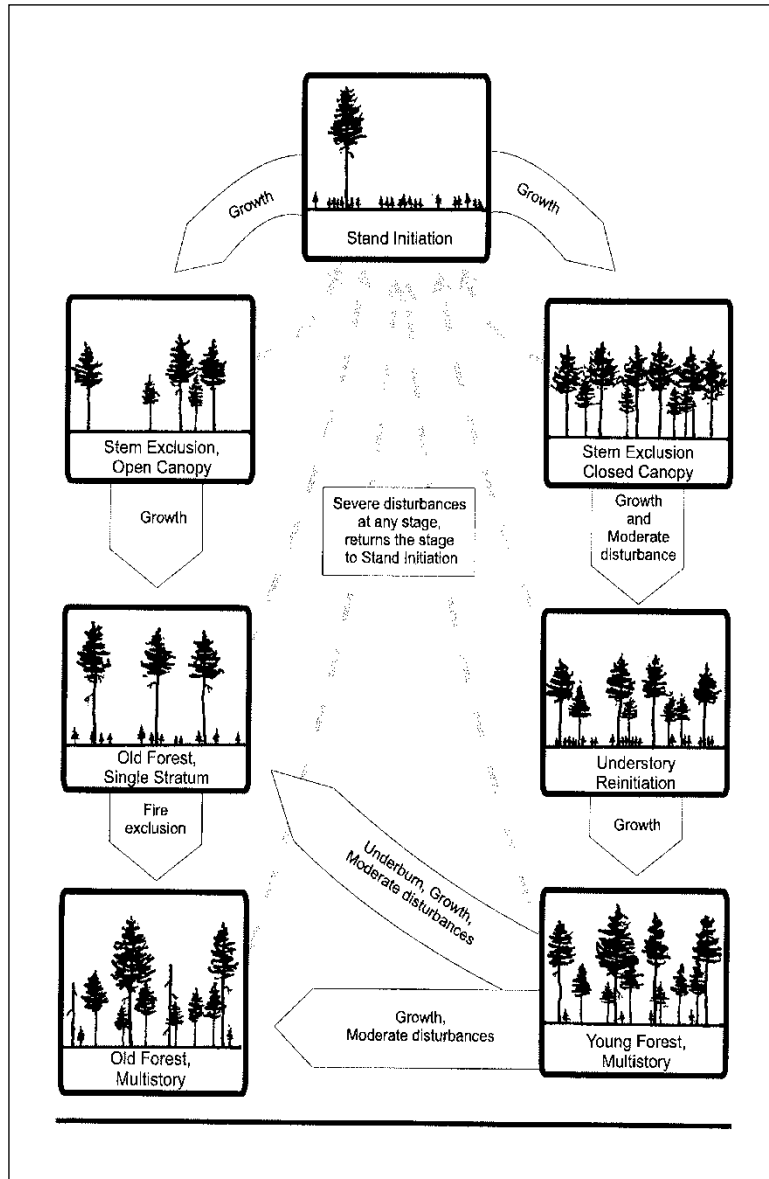 Growth
Growth
Stand Initiation
Stem Exclusion,
Open Canopy
Stem Exclusion
Closed Canopy
Growth
Severe disturbances
at any stage,
returns the stage
to Stand Initiation
Growth
and
Moderate
disturbance
Old Forest,
Single Stratum
Understory
Reinitiation
Fire
exclusion
Growth
Underburn, Growth,
Moderate disturbances
Growth,
Moderate disturbances
Old Forest,
Multistory
Young Forest,
Multistory